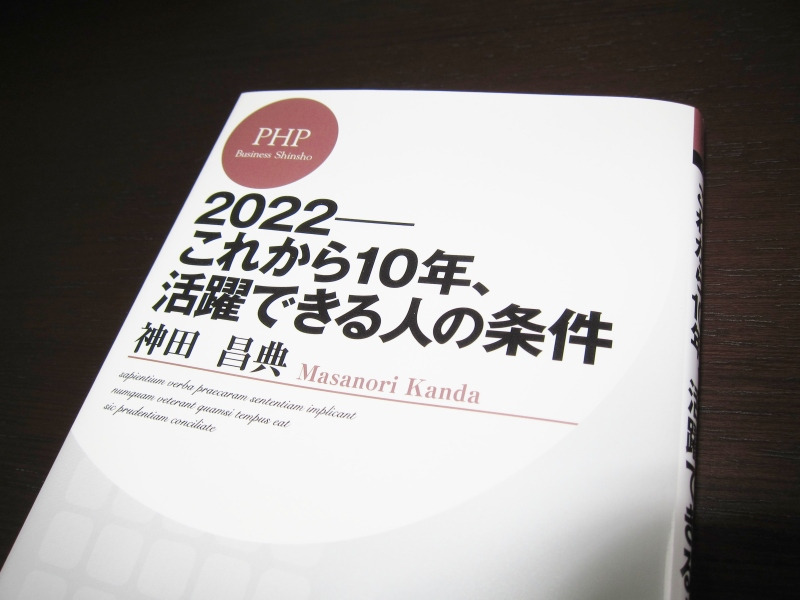 PHP
Business Shinsho
2022――
これから10年、
活躍できる人の条件
神田 昌典 Masanori Kanda
sapientium verba praecaram sententiam implicant
numquam veterant quamsi tempus eat
sic prudentiam conciliate